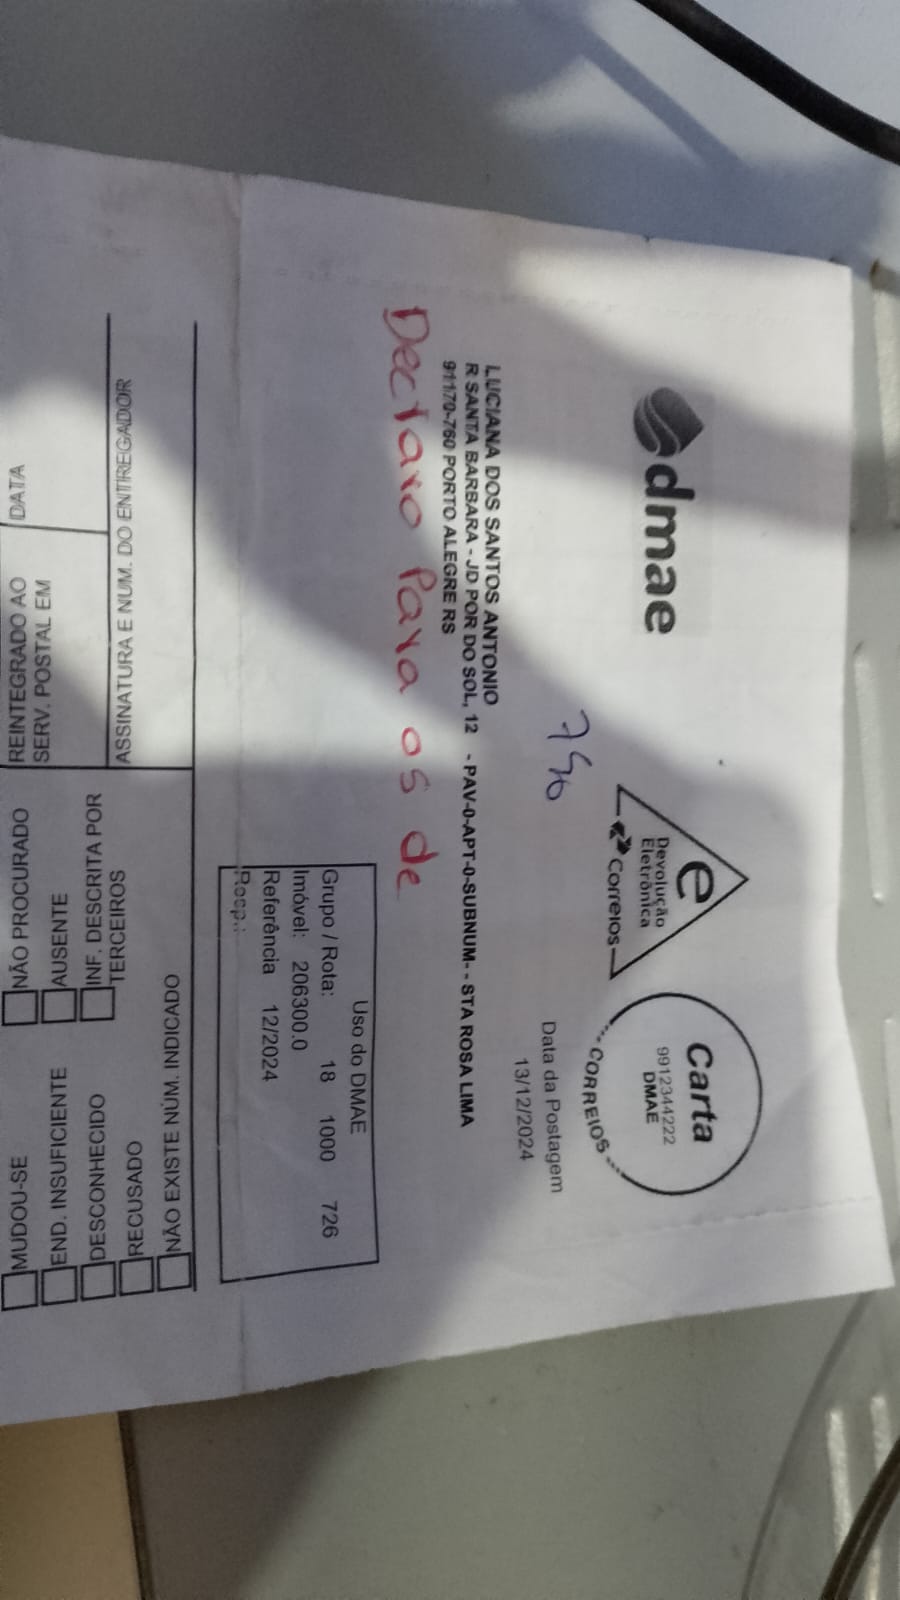 dmae
e
Devolução
Eletrônica
Correios
Carta
9912344222
DMAE
CORREIOS
Data da Postagem
13/12/2024
LUCIANA DOS SANTOS ANTONIO
R SANTA BARBARA - JD POR DO SOL, 12 - PAV-0-APT-0-SUBNUM- - STA ROSA LIMA
91170-760 PORTO ALEGRE RS
Declaro Para os de
Uso do DMAE
Grupo / Rota: 18 1000 726
Imóvel: 206300.0
Referência 12/2024
Resp.:
ASSINATURA E NUM. DO ENTREGADOR
DATA
REINTEGRADO AO
SERV. POSTAL EM
NÃO EXISTE NÚM. INDICADO
RECUSADO
INF. DESCRITA POR
TERCEIROS
DESCONHECIDO
AUSENTE
END. INSUFICIENTE
NÃO PROCURADO
MUDOU-SE